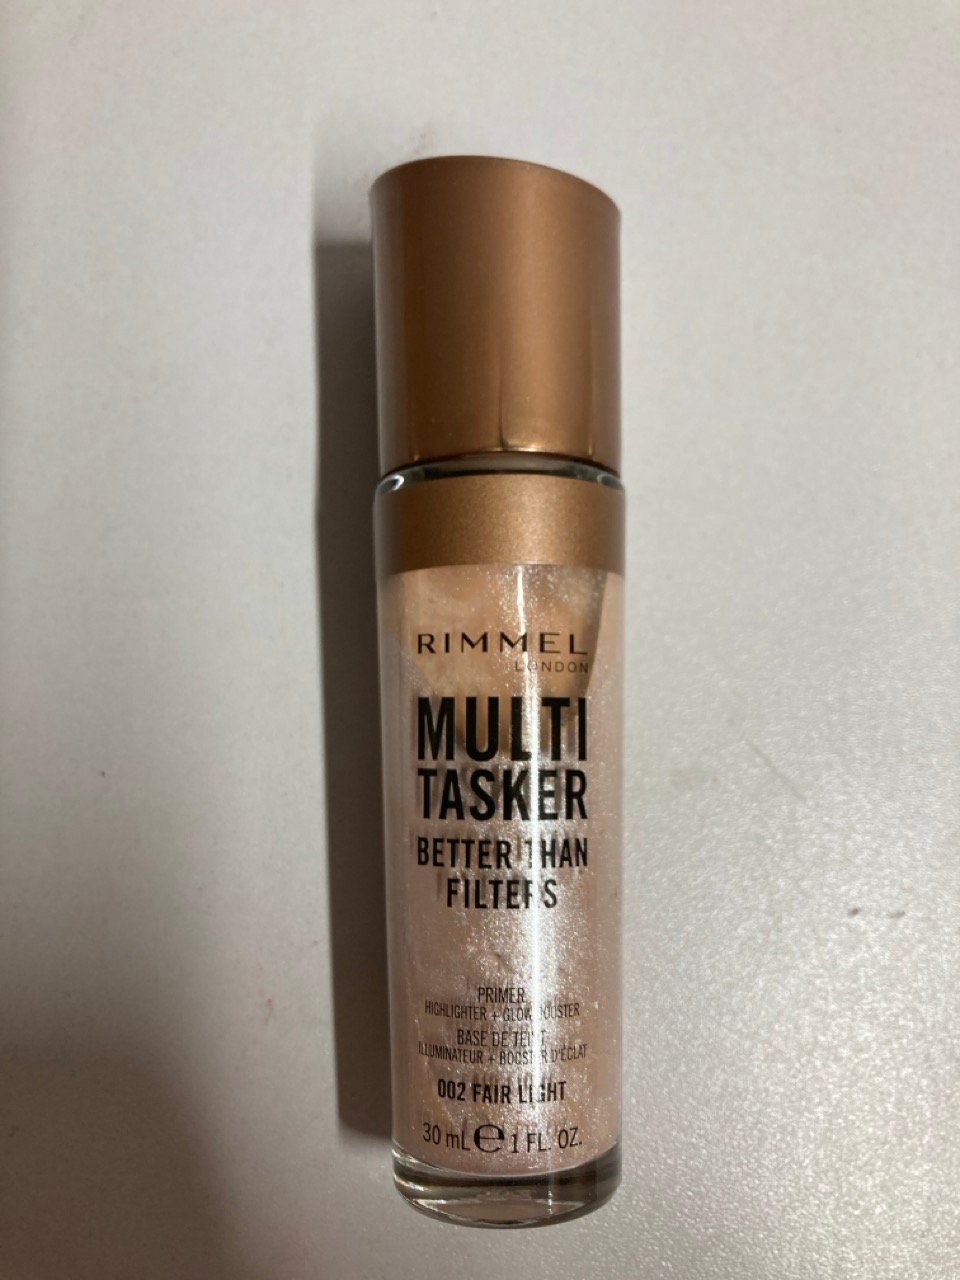 RIMMEL
LONDON
MULTI
TASKER
BETTER THAN
FILTERS
PRIMER
HIGHLIGHTER + GLOW BOOSTER
BASE DE TEINT
ILLUMINATEUR + BOOSTER D'ÉCLAT
002 FAIR LIGHT
30 mL e 1 FL. OZ.